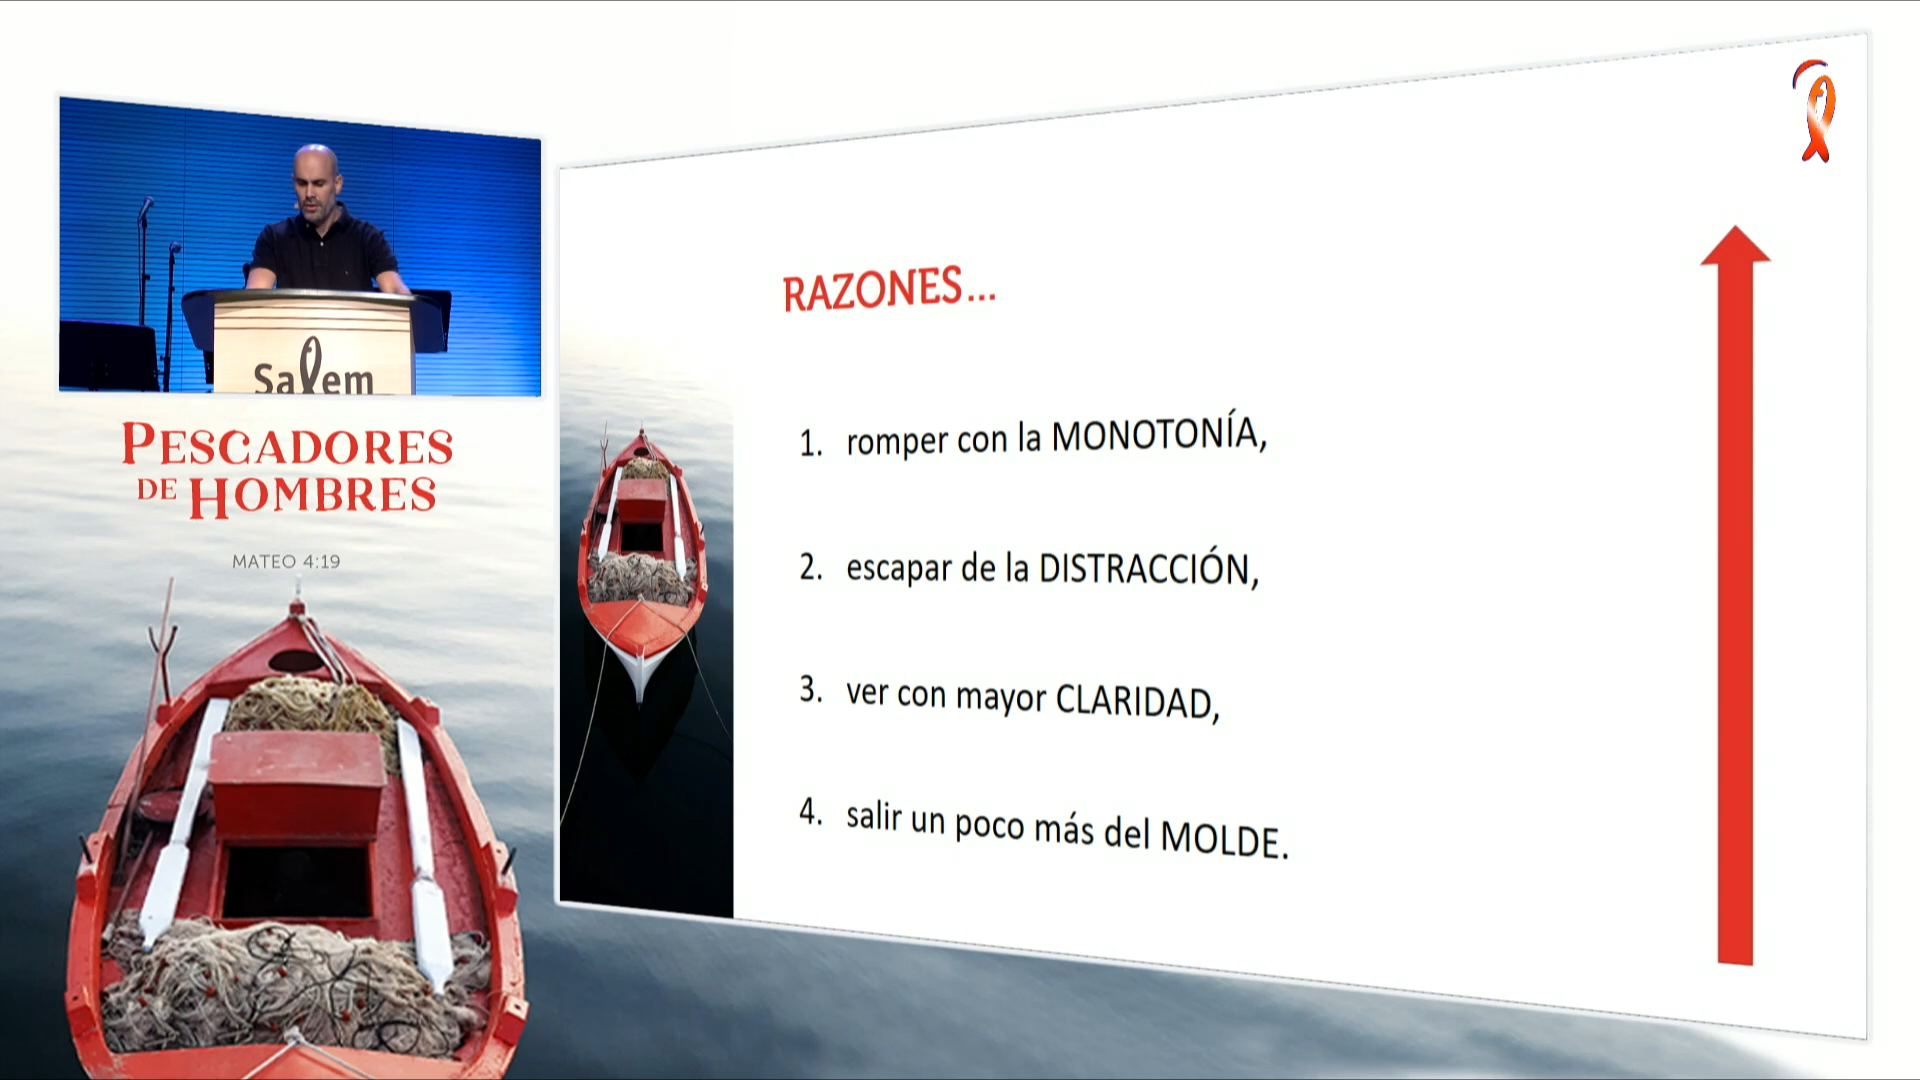 Salem
PESCADORES
DE HOMBRES
MATEO 4:19
RAZONES...
1. romper con la MONOTONÍA,
2. escapar de la DISTRACCIÓN,
3. ver con mayor CLARIDAD,
4. salir un poco más del MOLDE.